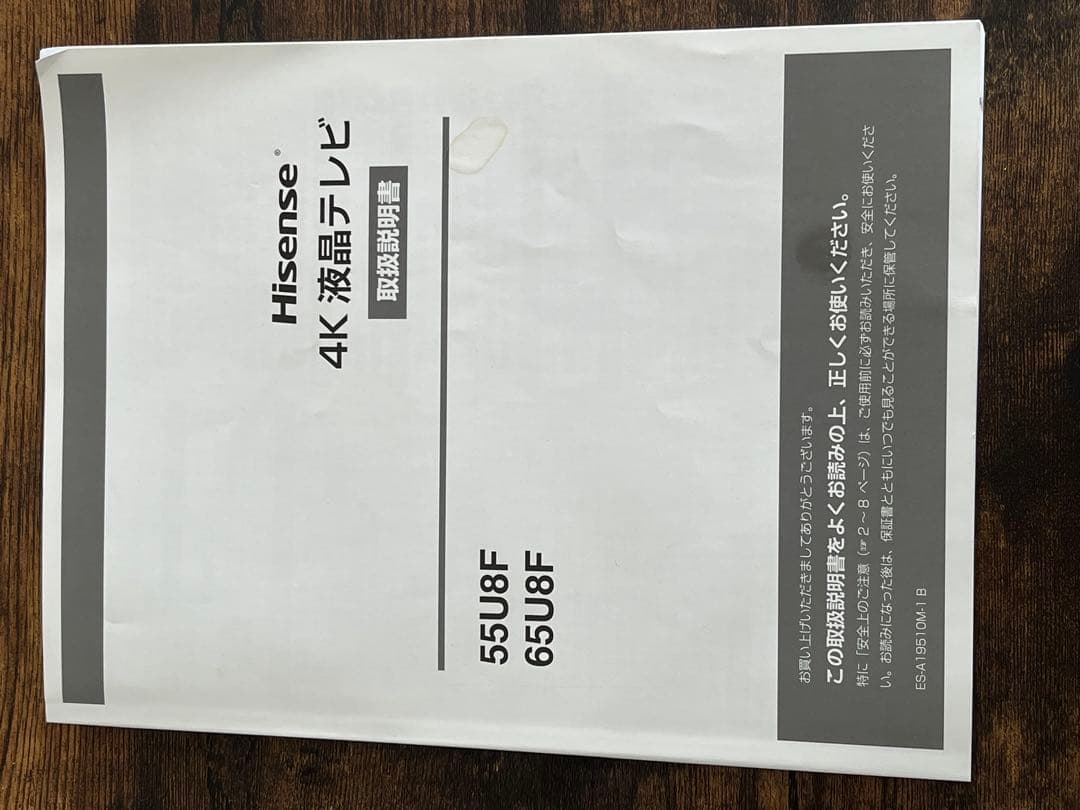 Hisense®
4K 液晶テレビ
取扱説明書
55U8F
65U8F
お買い上げいただきましてありがとうございます。
この取扱説明書をよくお読みの上、正しくお使いください。
特に「安全上のご注意（☞ 2 ～ 8 ページ）は、ご使用前に必ずお読みいただき、安全にお使いくださ
い。お読みになった後は、保証書とともにいつでも見ることができる場所に保管してください。
ES-A19510M-1 B